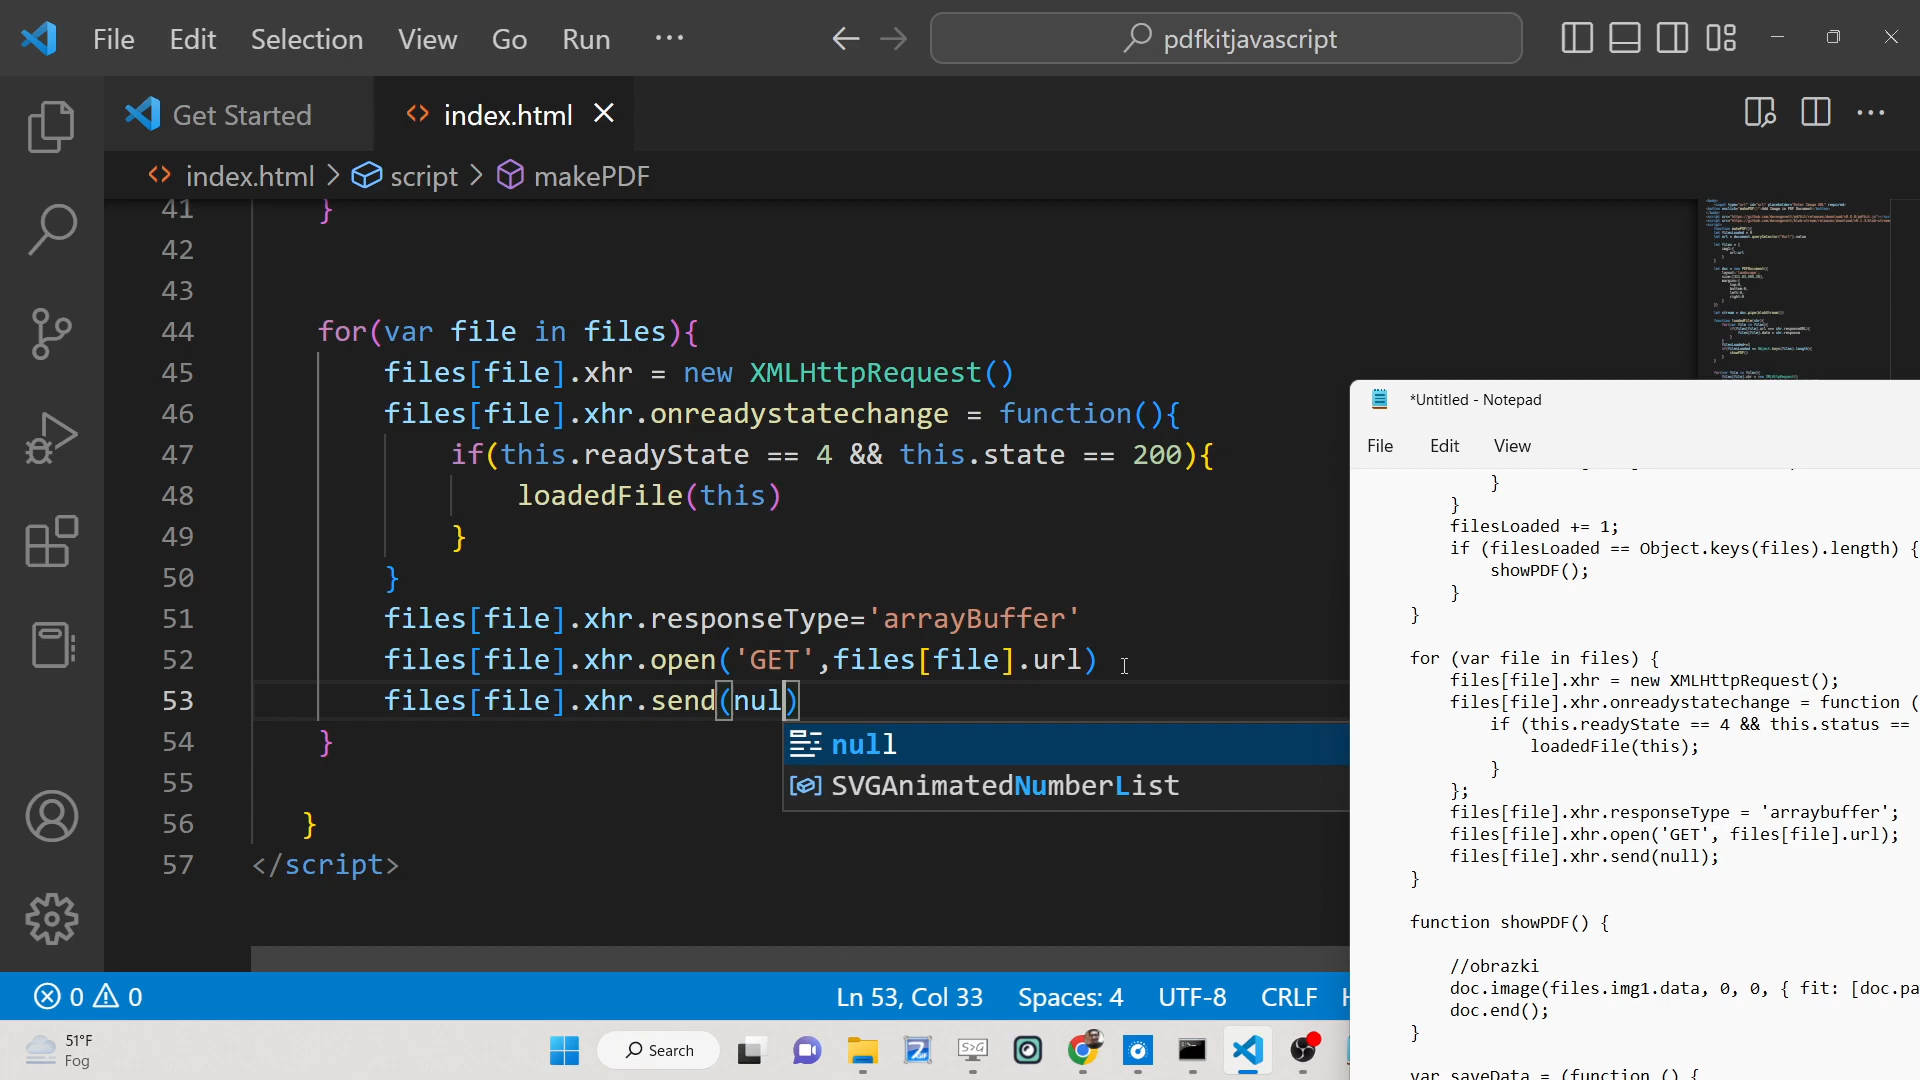 File Edit Selection View Go Run ···
pdfkitjavascript
Get Started
index.html
index.html > script > makePDF
41 }
42
43
44 for(var file in files){
45 files[file].xhr = new XMLHttpRequest()
46 files[file].xhr.onreadystatechange = function(){
47 if(this.readyState == 4 && this.state == 200){
48 loadedFile(this)
49 }
50 }
51 files[file].xhr.responseType='arrayBuffer'
52 files[file].xhr.open('GET',files[file].url)
53 files[file].xhr.send(nul)
null
SVGAnimatedNumberList
54 }
55
56 }
57 </script>
*Untitled - Notepad
File Edit View
}
}
filesLoaded += 1;
if (filesLoaded == Object.keys(files).length) {
showPDF();
}
}
for (var file in files) {
files[file].xhr = new XMLHttpRequest();
files[file].xhr.onreadystatechange = function (
if (this.readyState == 4 && this.status ==
loadedFile(this);
}
};
files[file].xhr.responseType = 'arraybuffer';
files[file].xhr.open('GET', files[file].url);
files[file].xhr.send(null);
}
function showPDF() {
//obrazki
doc.image(files.img1.data, 0, 0, { fit: [doc.pa
doc.end();
}
var saveData = (function () {
0 0
Ln 53, Col 33 Spaces: 4 UTF-8 CRLF
51°F
Fog
Search